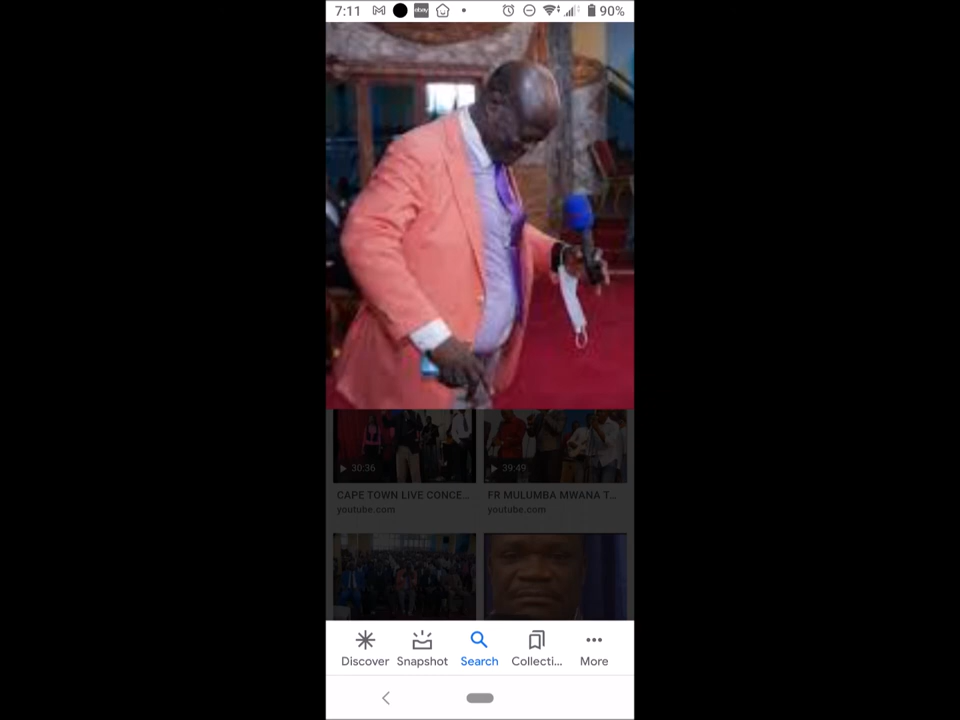 7:11
ebay
90%
30:36
39:49
CAPE TOWN LIVE CONCE...
FR MULUMBA MWANA T...
youtube.com
youtube.com
Discover
Snapshot
Search
Collecti...
More